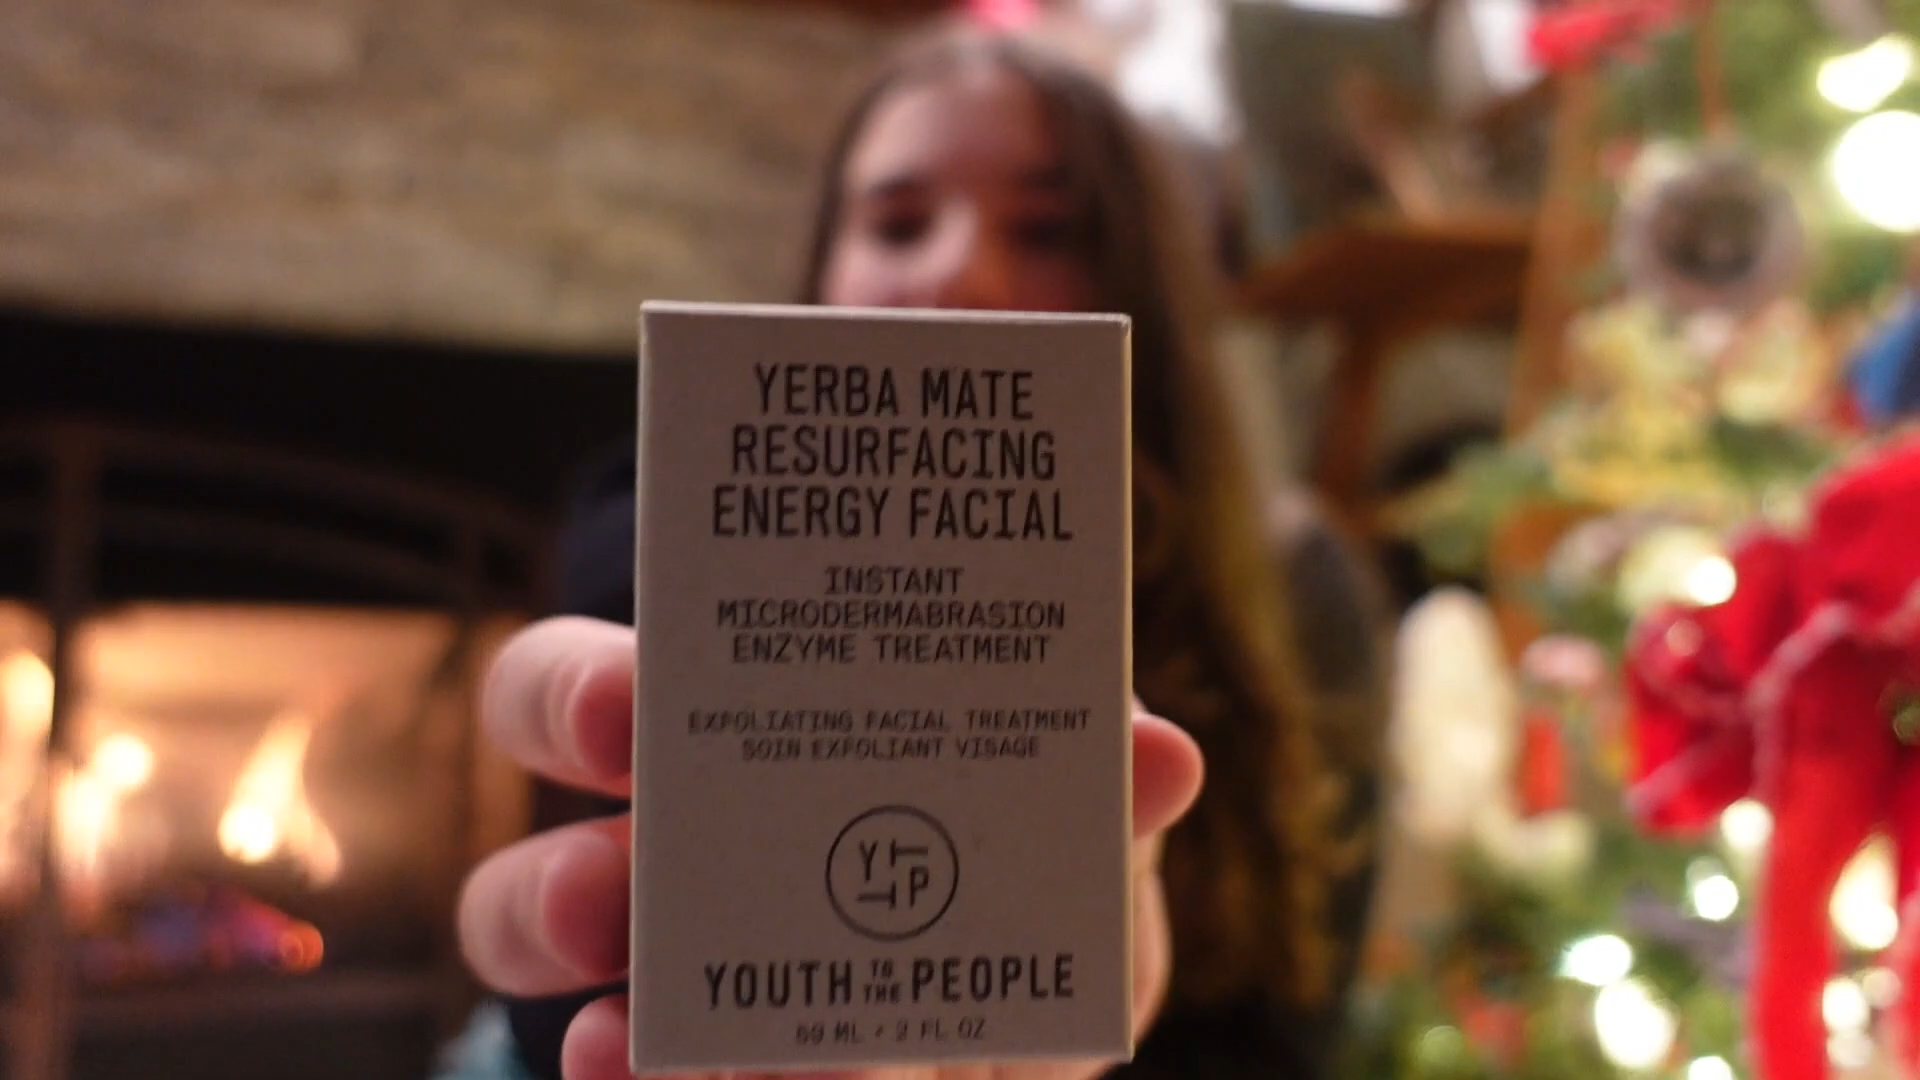 YERBA MATE
RESURFACING
ENERGY FACIAL
INSTANT
MICRODERMABRASION
ENZYME TREATMENT
EXFOLIATING FACIAL TREATMENT
SOIN EXFOLIANT VISAGE
YTTP
YOUTH TO THE PEOPLE
59 ML • 2 FL OZ